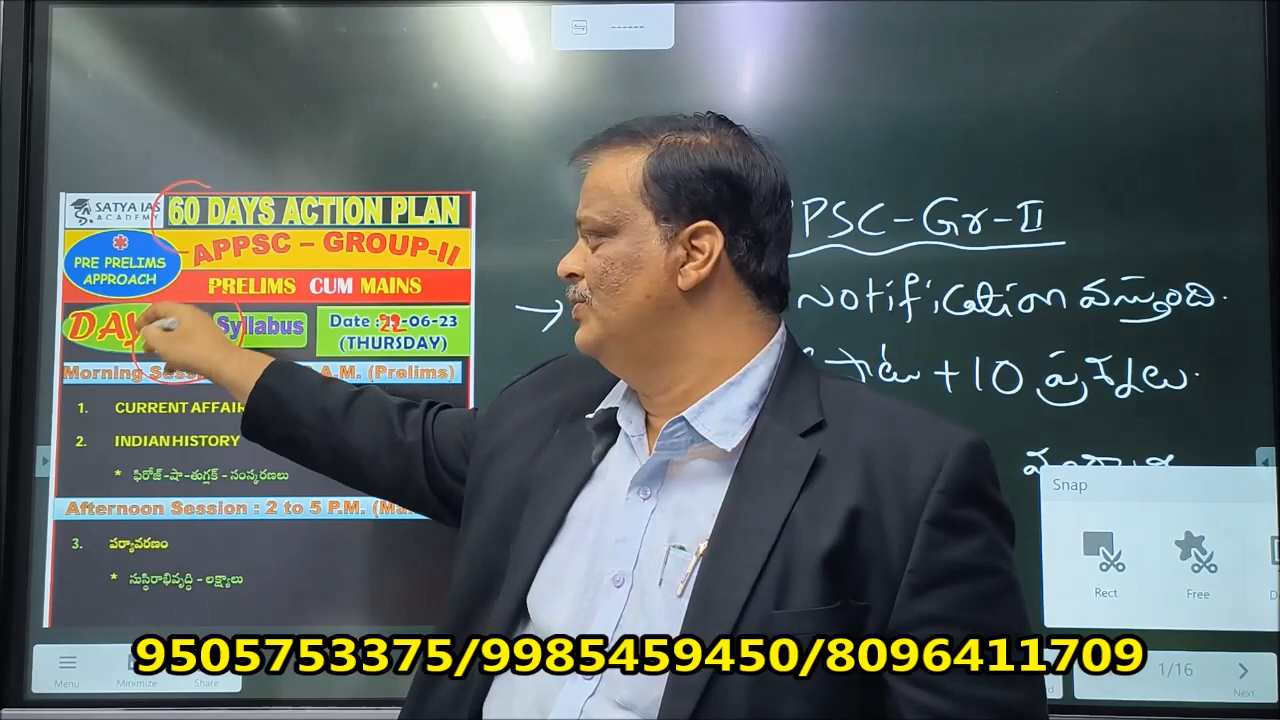 SATYA IAS
ACADEMY
60 DAYS ACTION PLAN
PRE PRELIMS
APPROACH
APPSC – GROUP-II
PRELIMS CUM MAINS
Syllabus
Date : 22-06-23
(THURSDAY)
Morning
A.M. (Prelims)
1. CURRENT
2. INDIAN HISTORY
* ఫిరోజ్-షా-తుగ్లక్ - సంస్కరణలు
Afternoon Session : 2 to 5 P.M.
3. పర్యావరణం
* సుస్థిరాభివృద్ధి - లక్ష్యాలు
PSC-Gr-II
Notification వస్తుంది.
+10 ప్రశ్నలు.
Snap
Rect
Free
Menu
Minimize
Share
1/16
Next
9505753375/9985459450/8096411709